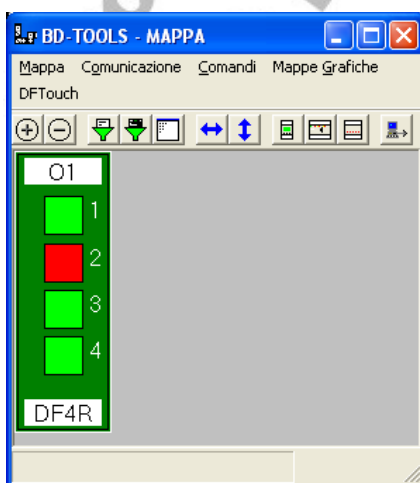 BD-TOOLS - MAPPA
Mappa Comunicazione Comandi Mappe Grafiche
DFTouch
O1
1
2
3
4
DF4R